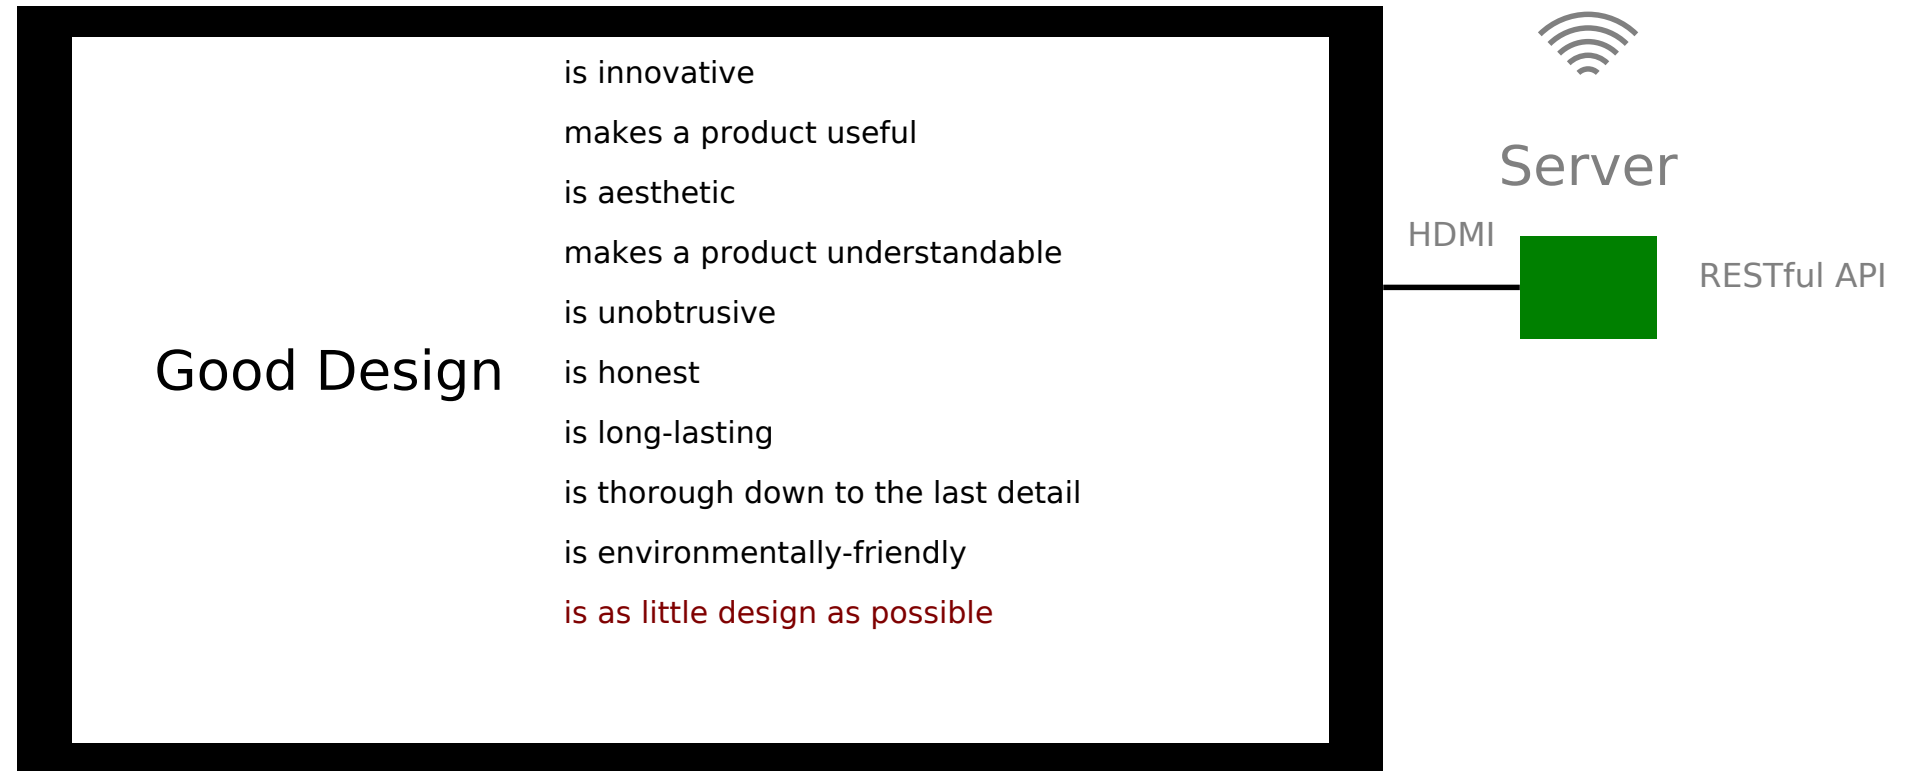 is innovative
makes a product useful
is aesthetic
makes a product understandable
is unobtrusive
Good Design
is honest
is long-lasting
is thorough down to the last detail
is environmentally-friendly
is as little design as possible
Server
HDMI
RESTful API